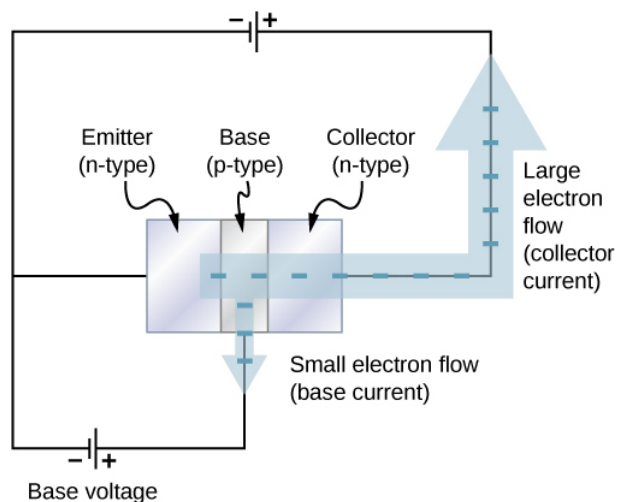 − +
Emitter
(n-type)
Base
(p-type)
Collector
(n-type)
Large
electron
flow
(collector
current)
Small electron flow
(base current)
− +
Base voltage